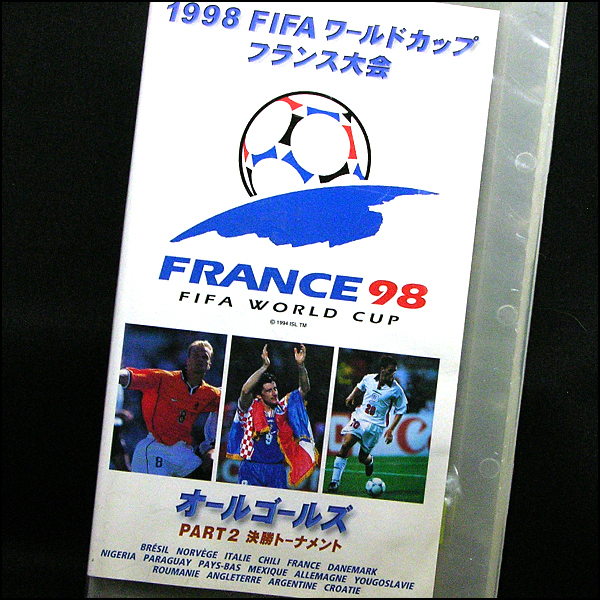 1998 FIFA ワールドカップ
フランス大会
FRANCE 98
FIFA WORLD CUP
© 1994 ISL TM
8
8
9
20
20
オールゴールズ
PART2 決勝トーナメント
BRÉSIL NORVÈGE ITALIE CHILI FRANCE DANEMARK
NIGERIA PARAGUAY PAYS-BAS MEXIQUE ALLEMAGNE YOUGOSLAVIE
ROUMANIE ANGLETERRE ARGENTINE CROATIE